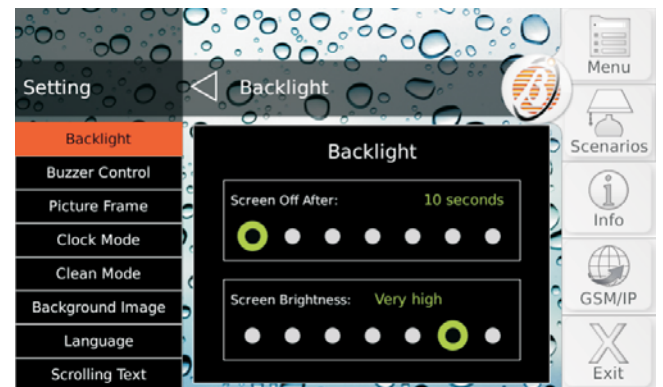 Setting
Backlight
Backlight
Buzzer Control
Picture Frame
Clock Mode
Clean Mode
Background Image
Language
Scrolling Text
Backlight
Screen Off After: 10 seconds
Screen Brightness: Very high
B
Menu
Scenarios
i
Info
GSM/IP
X
Exit